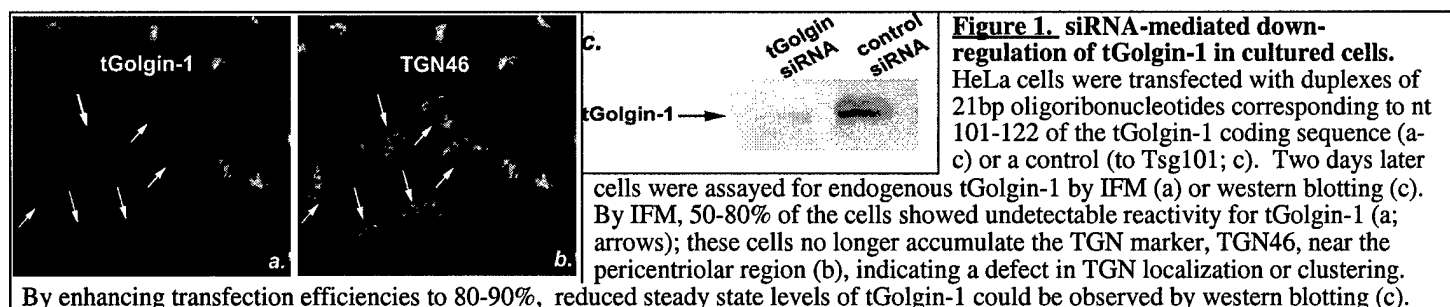 tGolgin-1
TGN46
a.
b.
c.
tGolgin siRNA
control siRNA
tGolgin-1
Figure 1. siRNA-mediated down-
regulation of tGolgin-1 in cultured cells.
HeLa cells were transfected with duplexes of
21bp oligoribonucleotides corresponding to nt
101-122 of the tGolgin-1 coding sequence (a-
c) or a control (to Tsg101; c). Two days later
cells were assayed for endogenous tGolgin-1 by IFM (a) or western blotting (c).
By IFM, 50-80% of the cells showed undetectable reactivity for tGolgin-1 (a;
arrows); these cells no longer accumulate the TGN marker, TGN46, near the
pericentriolar region (b), indicating a defect in TGN localization or clustering.
By enhancing transfection efficiencies to 80-90%, reduced steady state levels of tGolgin-1 could be observed by western blotting (c).